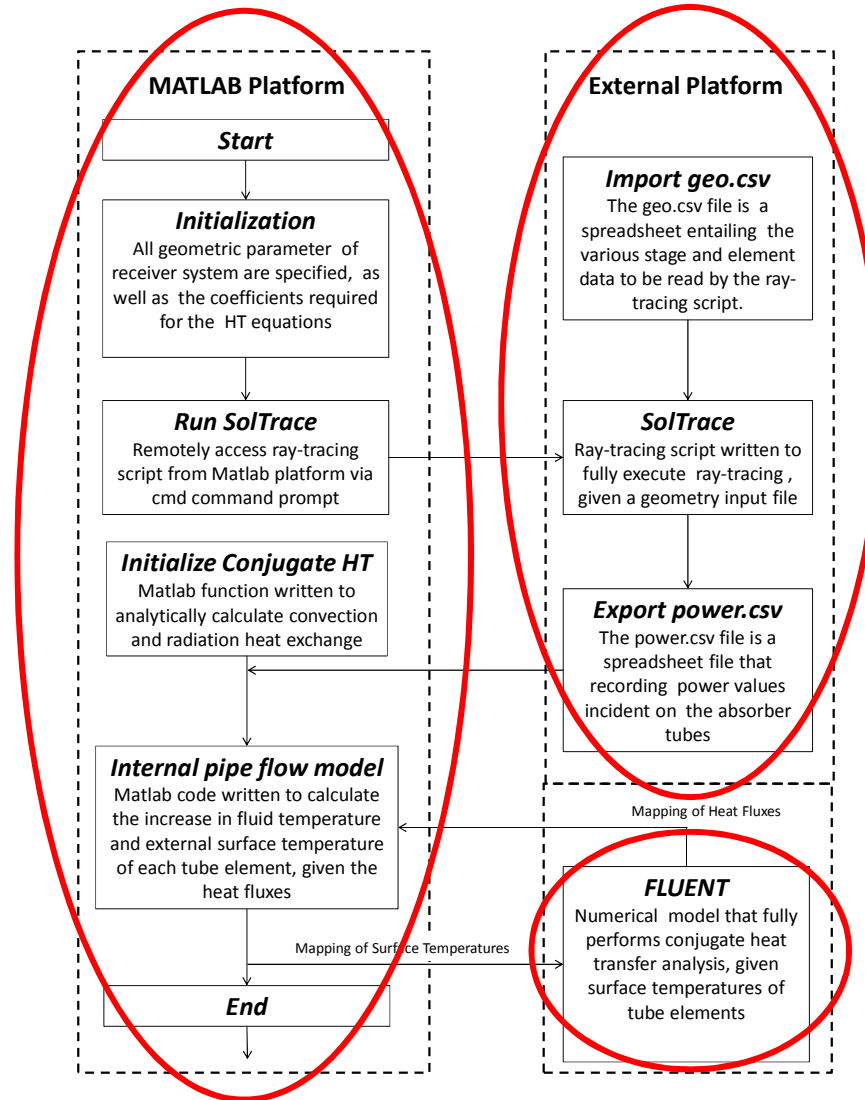 MATLAB Platform
Start
Initialization
All geometric parameter of
receiver system are specified, as
well as the coefficients required
for the HT equations
Run SolTrace
Remotely access ray-tracing
script from Matlab platform via
cmd command prompt
Initialize Conjugate HT
Matlab function written to
analytically calculate convection
and radiation heat exchange
Internal pipe flow model
Matlab code written to calculate
the increase in fluid temperature
and external surface temperature
of each tube element, given the
heat fluxes
Mapping of Surface Temperatures
End
External Platform
Import geo.csv
The geo.csv file is a
spreadsheet entailing the
various stage and element
data to be read by the ray-
tracing script.
SolTrace
Ray-tracing script written to
fully execute ray-tracing ,
given a geometry input file
Export power.csv
The power.csv file is a
spreadsheet file that
recording power values
incident on the absorber
tubes
Mapping of Heat Fluxes
FLUENT
Numerical model that fully
performs conjugate heat
transfer analysis, given
surface temperatures of
tube elements